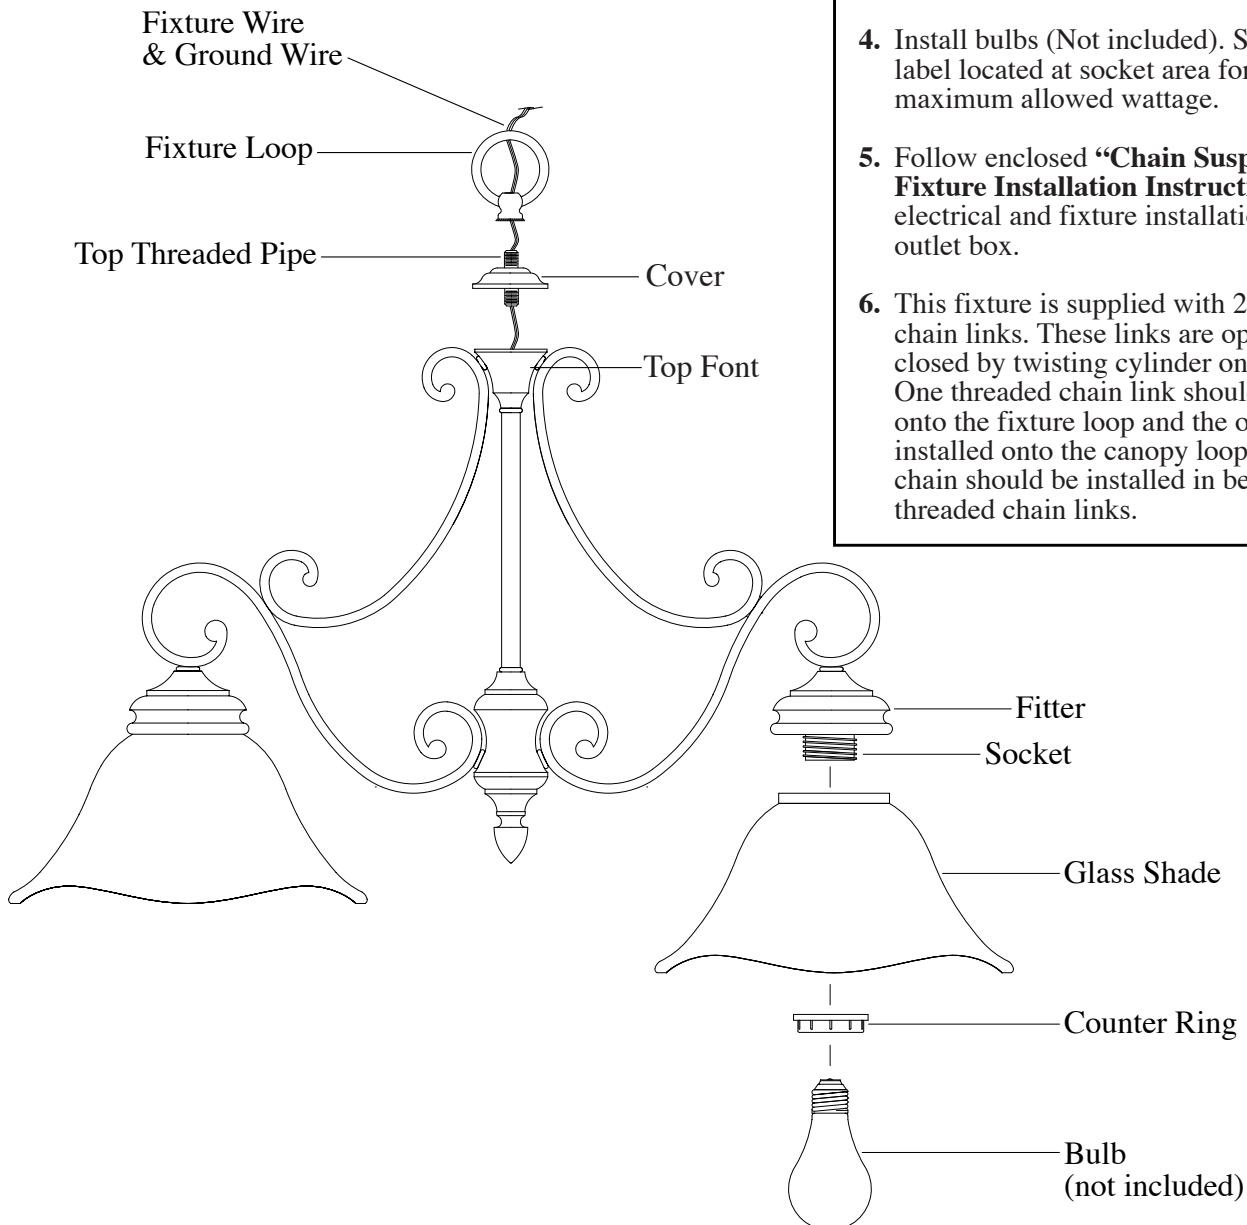 Fixture Wire
& Ground Wire
Fixture Loop
Top Threaded Pipe
Cover
Top Font
Fitter
Socket
Glass Shade
Counter Ring
Bulb
(not included)
4. Install bulbs (Not included). S
label located at socket area for
maximum allowed wattage.
5. Follow enclosed “Chain Susp
Fixture Installation Instructi
electrical and fixture installatio
outlet box.
6. This fixture is supplied with 2
chain links. These links are op
closed by twisting cylinder on
One threaded chain link should
onto the fixture loop and the o
installed onto the canopy loop
chain should be installed in be
threaded chain links.